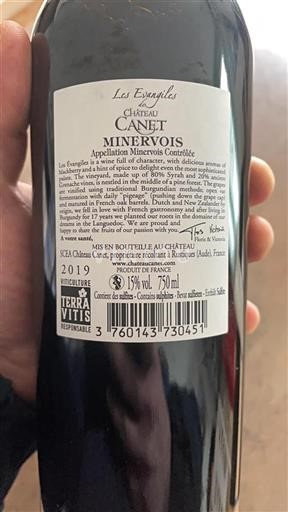 Les Evangiles
de
CHÂTEAU
CANET
MINERVOIS
Appellation Minervois Contrôlée
Les Évangiles is a wine full of character, with delicious aromas of
blackberry and a hint of spice to delight even the most sophisticated
palate. The vineyard, made up of 80% Syrah and 20% ancient
Grenache vines, is nestled in the middle of a pine forest. The grapes
are vinified using traditional Burgundian methods; open vat
fermentation with daily "pigeage" (pushing down the grape cap)
and matured in French oak barrels. Dutch and New Zealander by
origin, we fell in love with French gastronomy and after living in
Burgundy for 17 years we planted our roots in the domaine of our
dreams in the Languedoc. We are proud and
happy to share the fruits of our passion with you.
A votre santé,
Floris & Victoria
MIS EN BOUTEILLE AU CHÂTEAU
SCEA Château Canet, propriétaire récoltant à Rustiques (Aude), France
www.chateaucanet.com
PRODUIT DE FRANCE
2019
15% vol. 750 ml
VITICULTURE
TERRA
VITIS
RESPONSABLE
Contient des sulfites - Contains sulphites - Bevat sulfieten - Enthält Sulfite
3 760143 730451